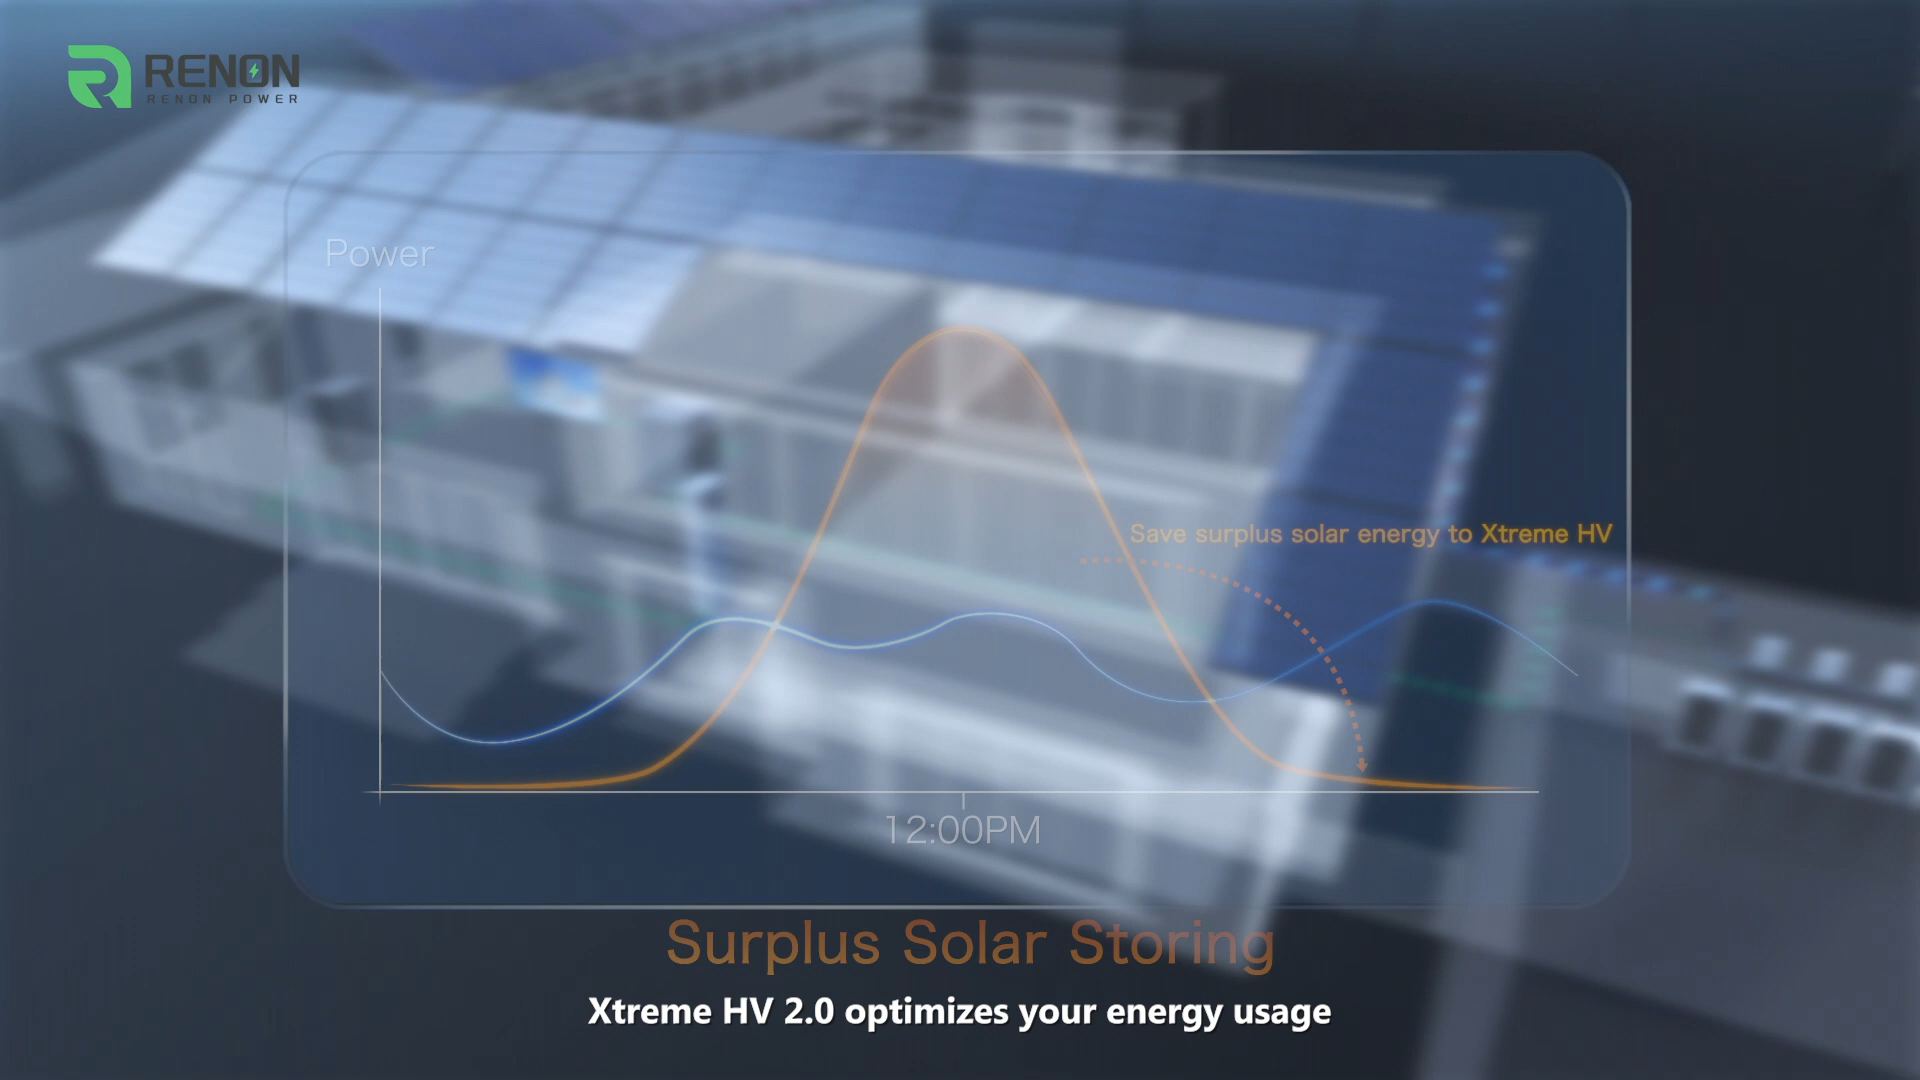 RENON
RENON POWER
Power
Save surplus solar energy to Xtreme HV
12:00PM
Surplus Solar Storing
Xtreme HV 2.0 optimizes your energy usage